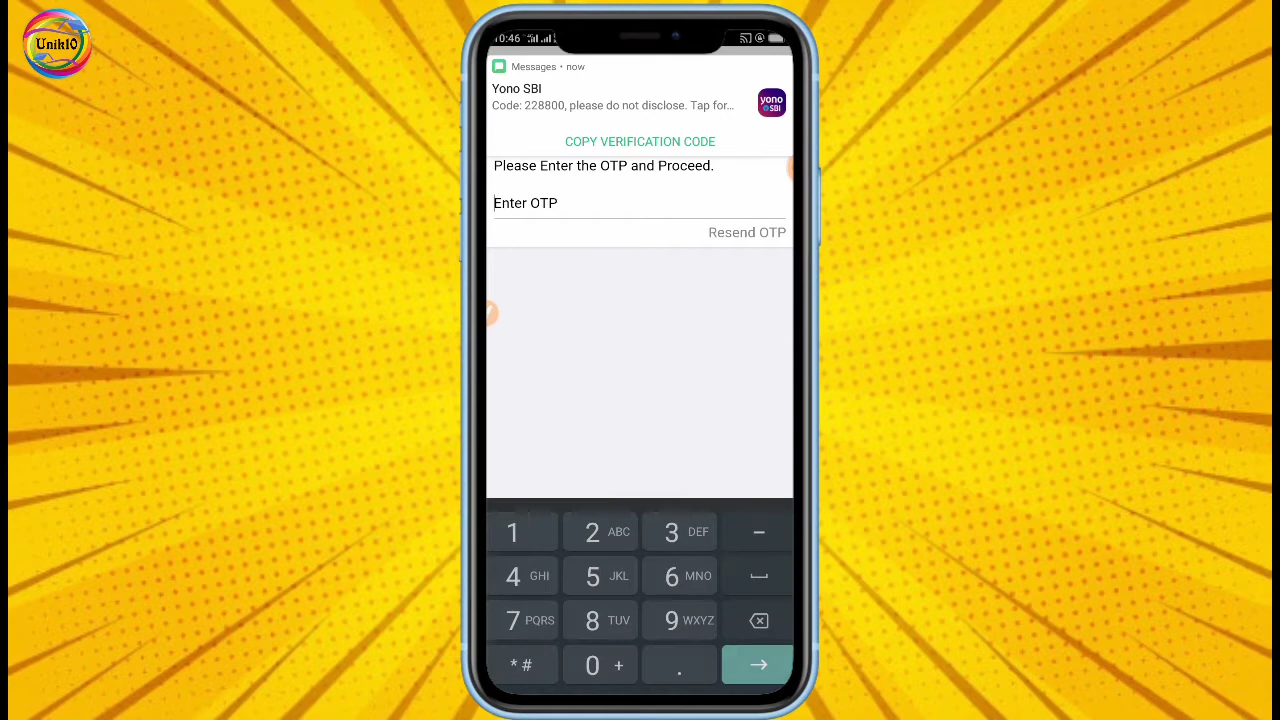 Unik10
10:46
Messages • now
Yono SBI
Code: 228800, please do not disclose. Tap for...
yono
SBI
COPY VERIFICATION CODE
Please Enter the OTP and Proceed.
Enter OTP
Resend OTP
1
2 ABC
3 DEF
-
4 GHI
5 JKL
6 MNO
7 PQRS
8 TUV
9 WXYZ
* #
0 +
.